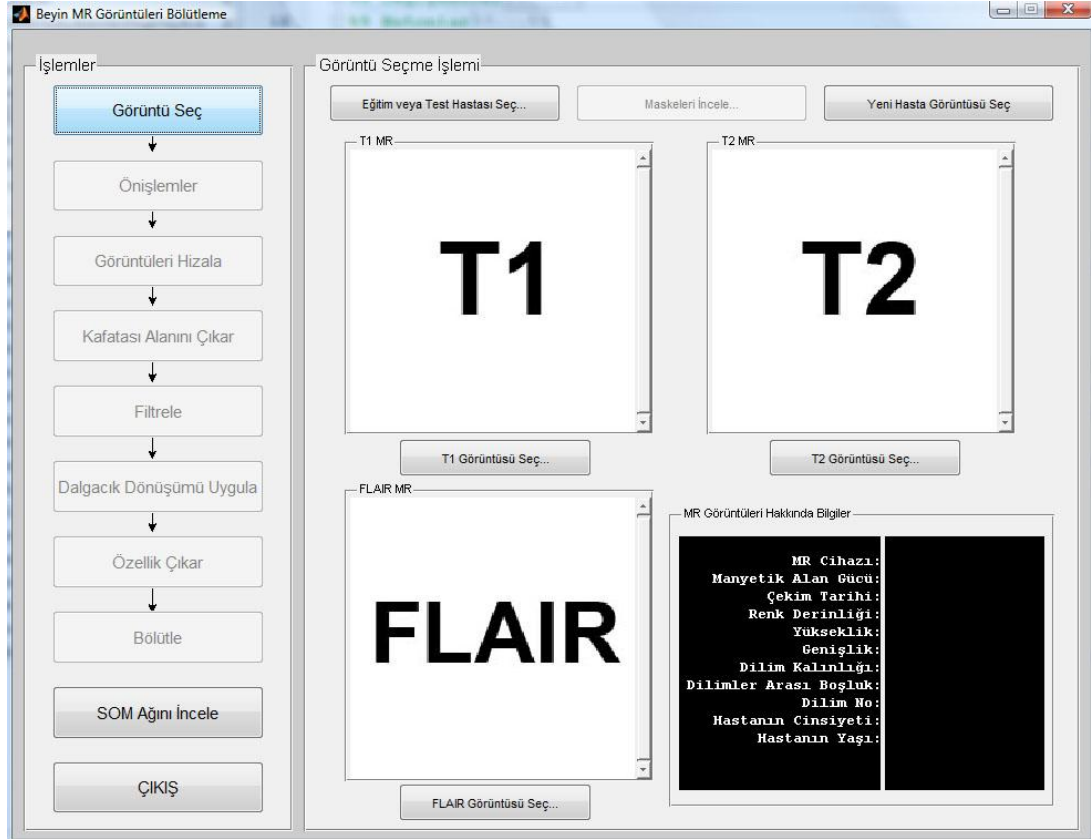 Beyin MR Görüntüleri Bölütleme
İşlemler
Görüntü Seç
Önişlemler
Görüntüleri Hizala
Kafatası Alanını Çıkar
Filtrele
Dalgacık Dönüşümü Uygula
Özellik Çıkar
Bölütle
SOM Ağını İncele
ÇIKIŞ
Görüntü Seçme İşlemi
Eğitim veya Test Hastası Seç...
Maskeleri İncele...
Yeni Hasta Görüntüsü Seç
T1 MR
T1
T1 Görüntüsü Seç...
T2 MR
T2
T2 Görüntüsü Seç...
FLAIR MR
FLAIR
FLAIR Görüntüsü Seç...
MR Görüntüleri Hakkında Bilgiler
MR Cihazı:
Manyetik Alan Gücü:
Çekim Tarihi:
Renk Derinliği:
Yükseklik:
Genişlik:
Dilim Kalınlığı:
Dilimler Arası Boşluk:
Dilim No:
Hastanın Cinsiyeti:
Hastanın Yaşı: